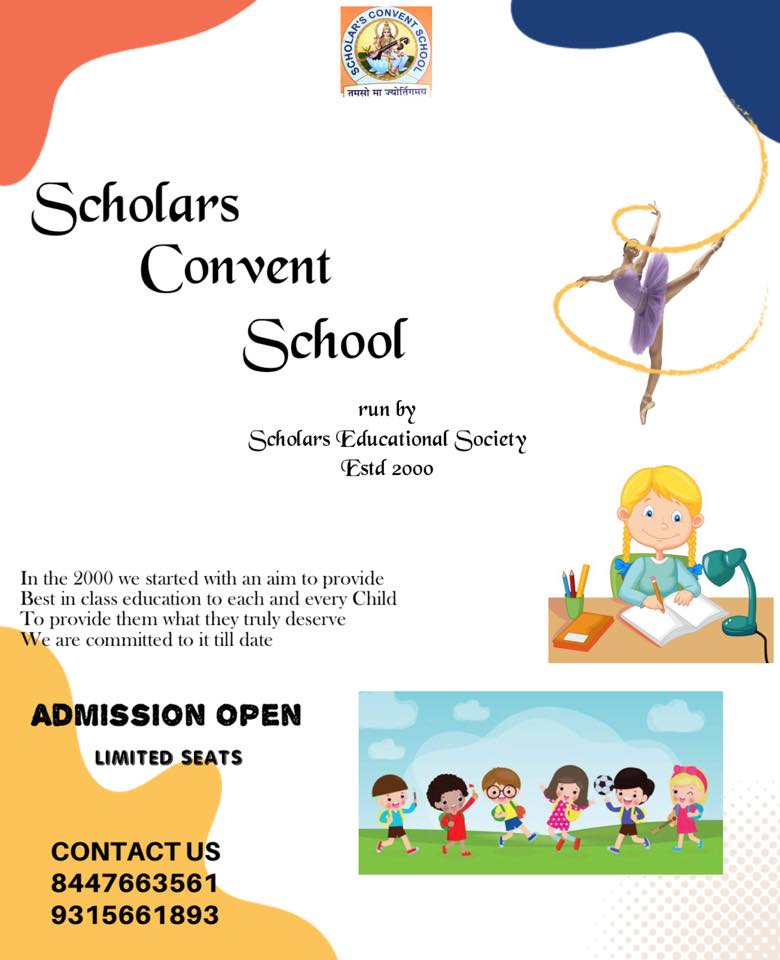 SCHOLAR'S CONVENT SCHOOL
तमसो मा ज्योर्तिगमय
Scholars
Convent
School
run by
Scholars Educational Society
Estd 2000
In the 2000 we started with an aim to provide
Best in class education to each and every Child
To provide them what they truly deserve
We are committed to it till date
ADMISSION OPEN
LIMITED SEATS
CONTACT US
8447663561
9315661893